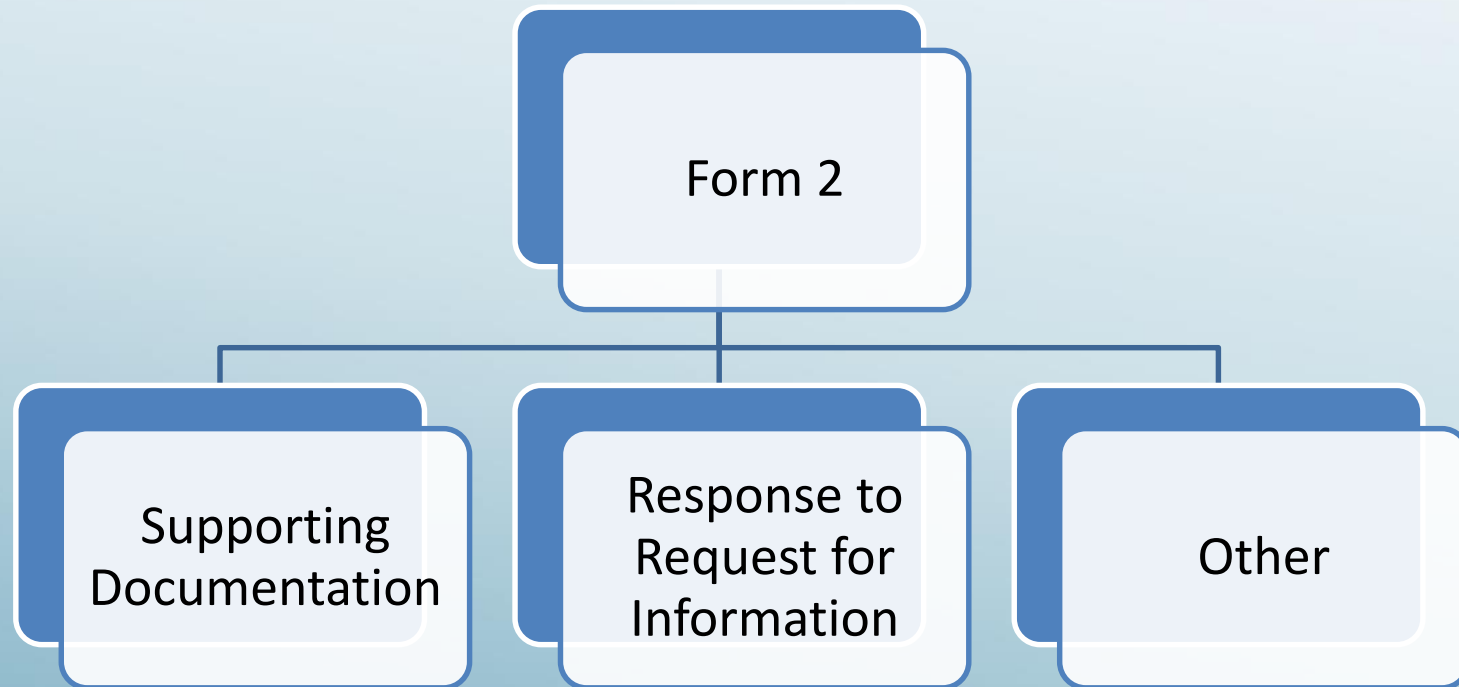 Form 2
Supporting
Documentation
Response to
Request for
Information
Other